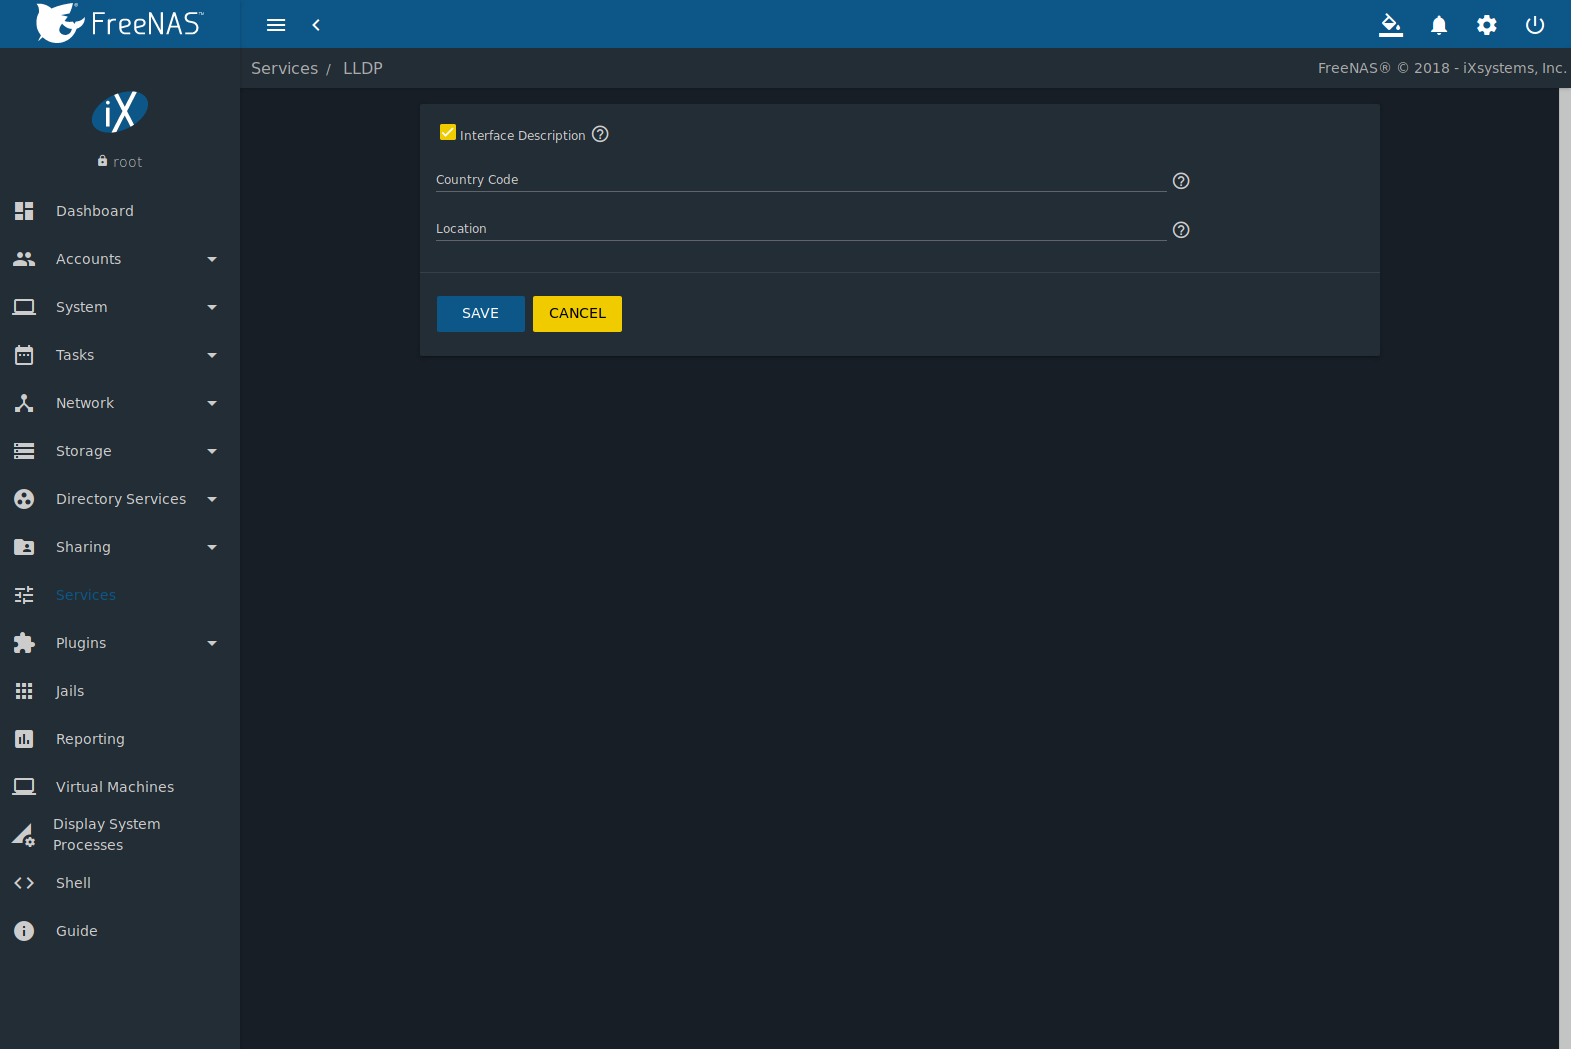 FreeNAS™
Services / LLDP
FreeNAS® © 2018 - iXsystems, Inc.
iX
root
Dashboard
Accounts
System
Tasks
Network
Storage
Directory Services
Sharing
Services
Plugins
Jails
Reporting
Virtual Machines
Display System
Processes
Shell
Guide
Interface Description
Country Code
Location
SAVE
CANCEL